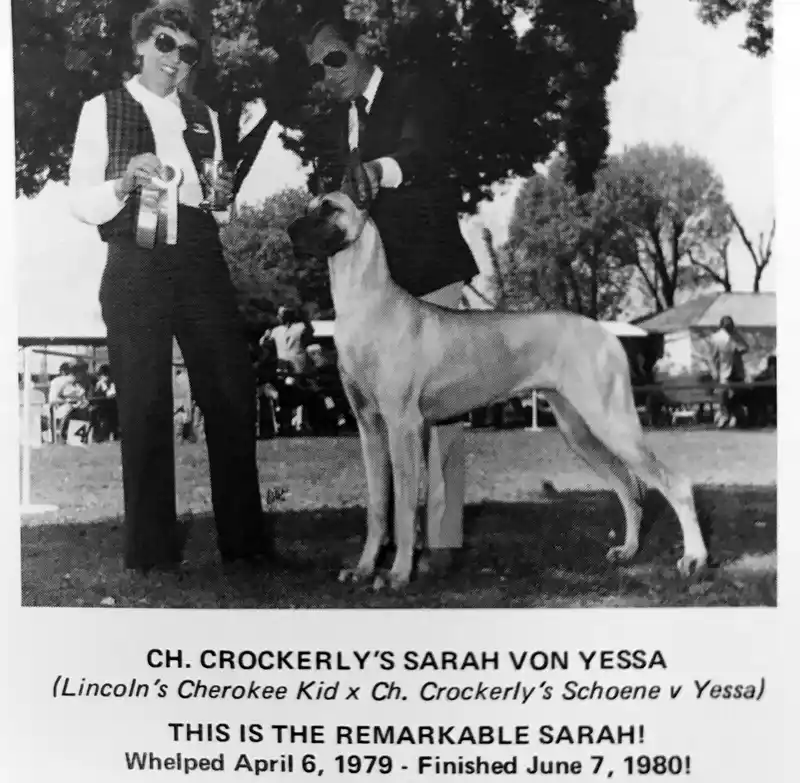 4
CH. CROCKERLY'S SARAH VON YESSA
(Lincoln's Cherokee Kid x Ch. Crockerly's Schoene v Yessa)
THIS IS THE REMARKABLE SARAH!
Whelped April 6, 1979 - Finished June 7, 1980!